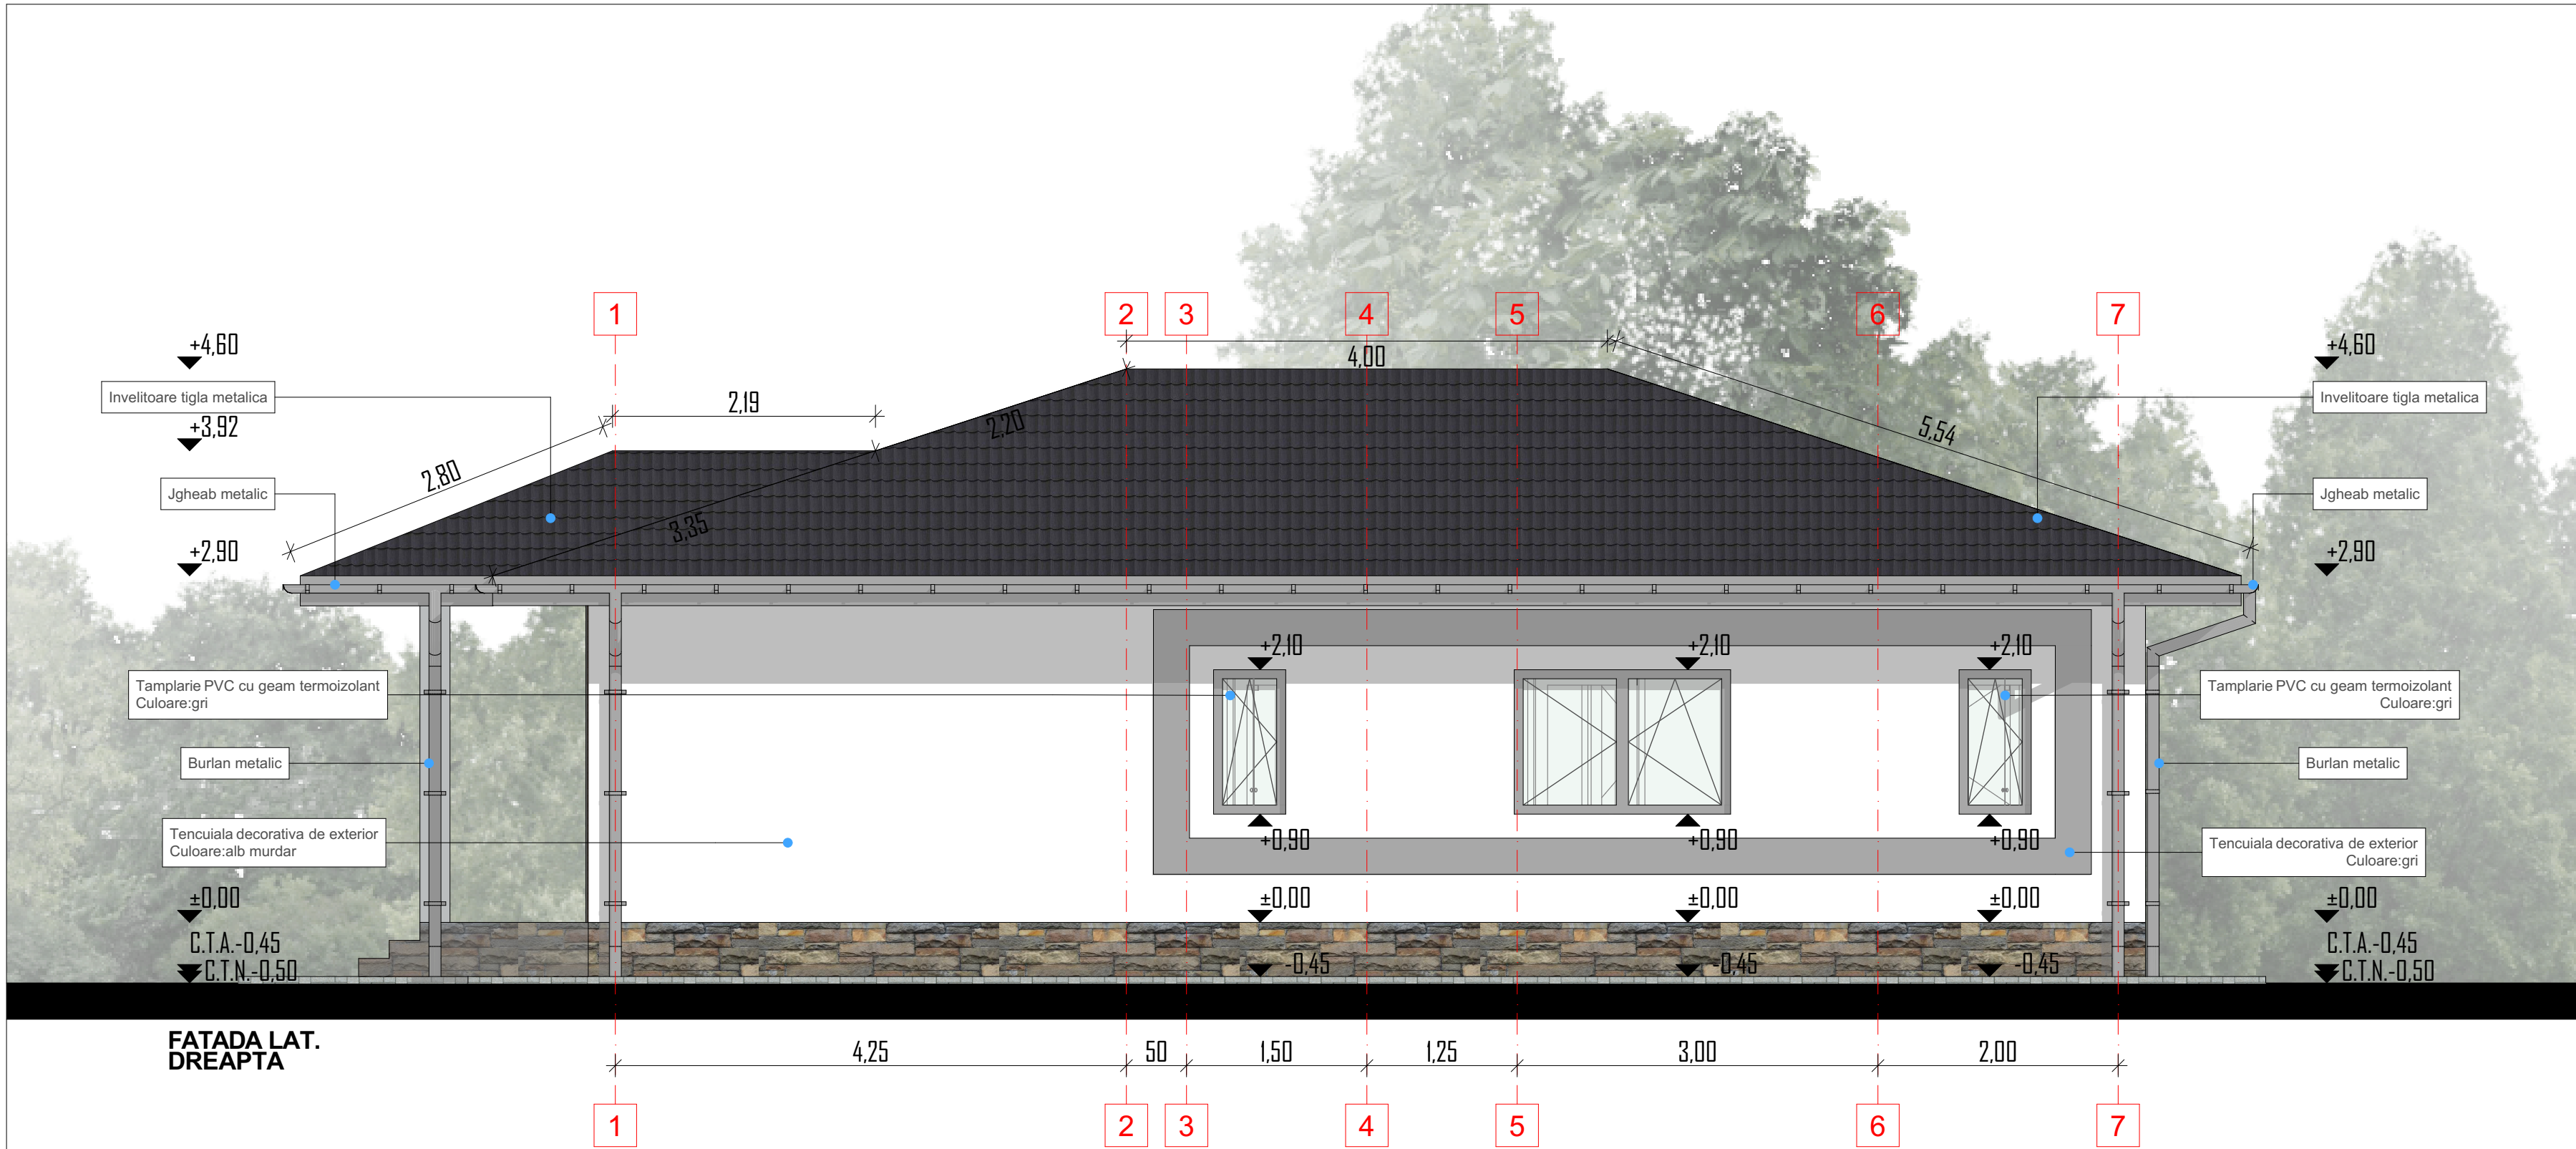 1
2
3
4
5
6
7
+4,60
4,00
+4,60
Invelitoare tigla metalica
2,19
Invelitoare tigla metalica
+3,92
2,20
5,54
2,80
Jgheab metalic
Jgheab metalic
3,35
+2,90
+2,90
+2,10
+2,10
+2,10
Tamplarie PVC cu geam termoizolant
Culoare:gri
Tamplarie PVC cu geam termoizolant
Culoare:gri
Burlan metalic
Burlan metalic
Tencuiala decorativa de exterior
Culoare:alb murdar
+0,90
+0,90
+0,90
Tencuiala decorativa de exterior
Culoare:gri
±0,00
±0,00
±0,00
±0,00
±0,00
C.T.A.-0,45
C.T.N.-0,50
-0,45
-0,45
-0,45
C.T.A.-0,45
C.T.N.-0,50
FATADA LAT.
DREAPTA
4,25
50
1,50
1,25
3,00
2,00
1
2
3
4
5
6
7